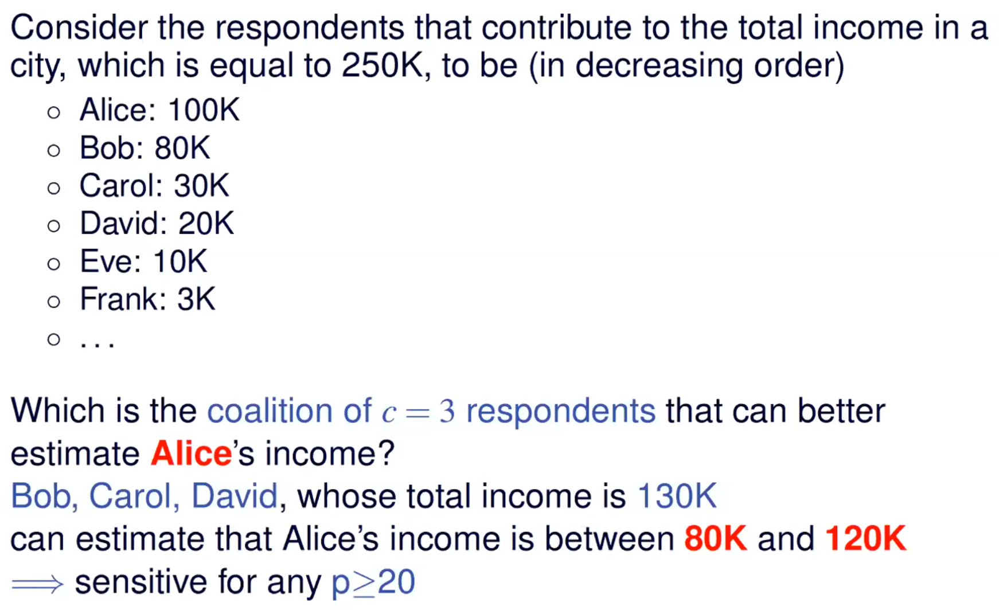 Consider the respondents that contribute to the total income in a
city, which is equal to 250K, to be (in decreasing order)
○ Alice: 100K
○ Bob: 80K
○ Carol: 30K
○ David: 20K
○ Eve: 10K
○ Frank: 3K
○ ...
Which is the coalition of c = 3 respondents that can better
estimate Alice’s income?
Bob, Carol, David, whose total income is 130K
can estimate that Alice’s income is between 80K and 120K
⟹ sensitive for any p≥20